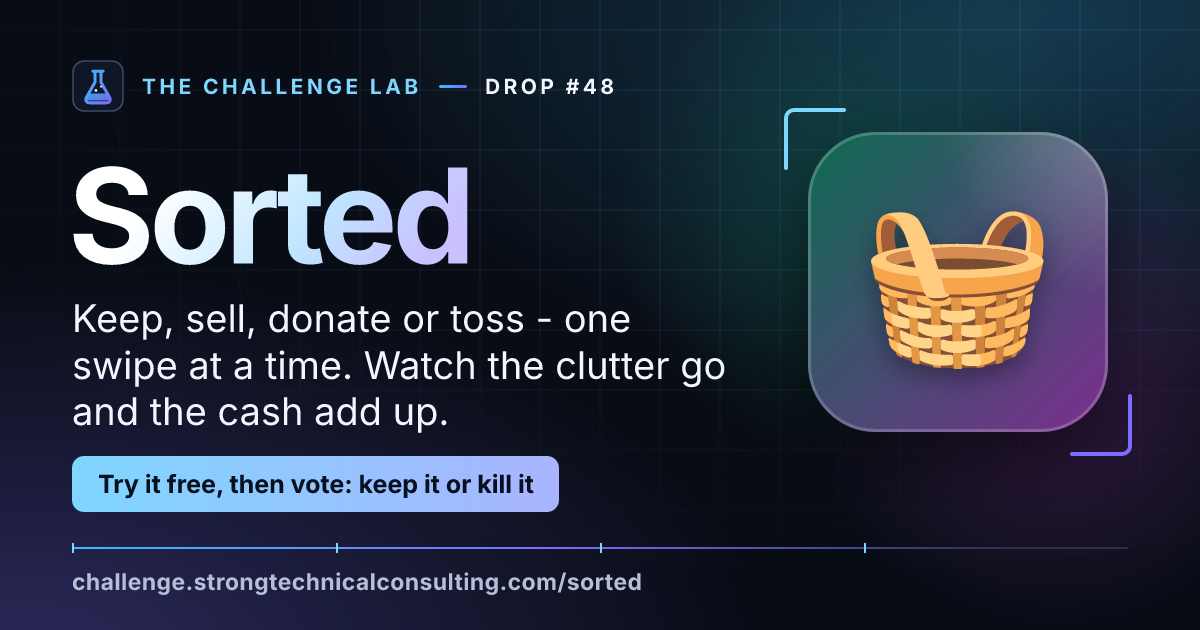 THE CHALLENGE LAB — DROP #48
Sorted
Keep, sell, donate or toss - one
swipe at a time. Watch the clutter go
and the cash add up.
Try it free, then vote: keep it or kill it
challenge.strongtechnicalconsulting.com/sorted